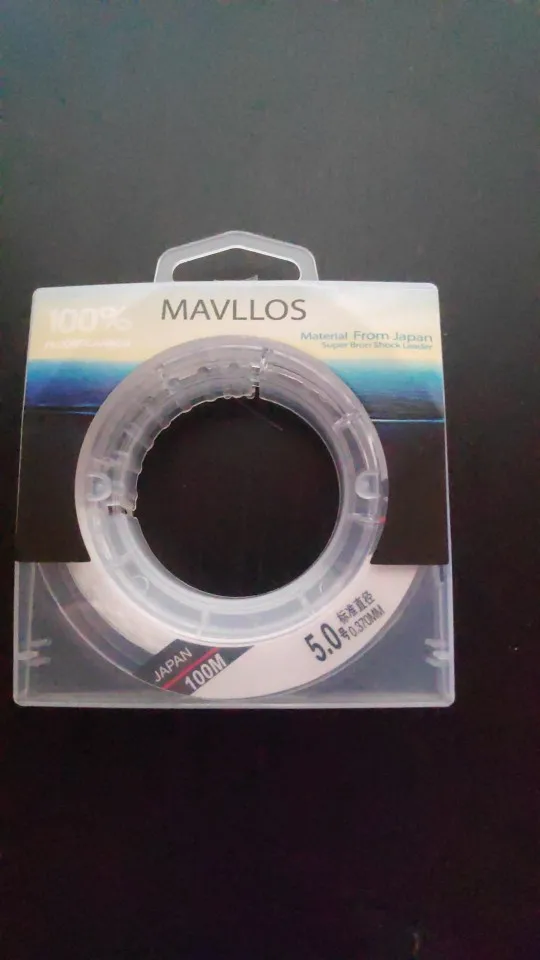 100%
MAVLLOS
Material From Japan
Super Brun Shock Leader
JAPAN
100M
5.0号
标准直径
0.370MM